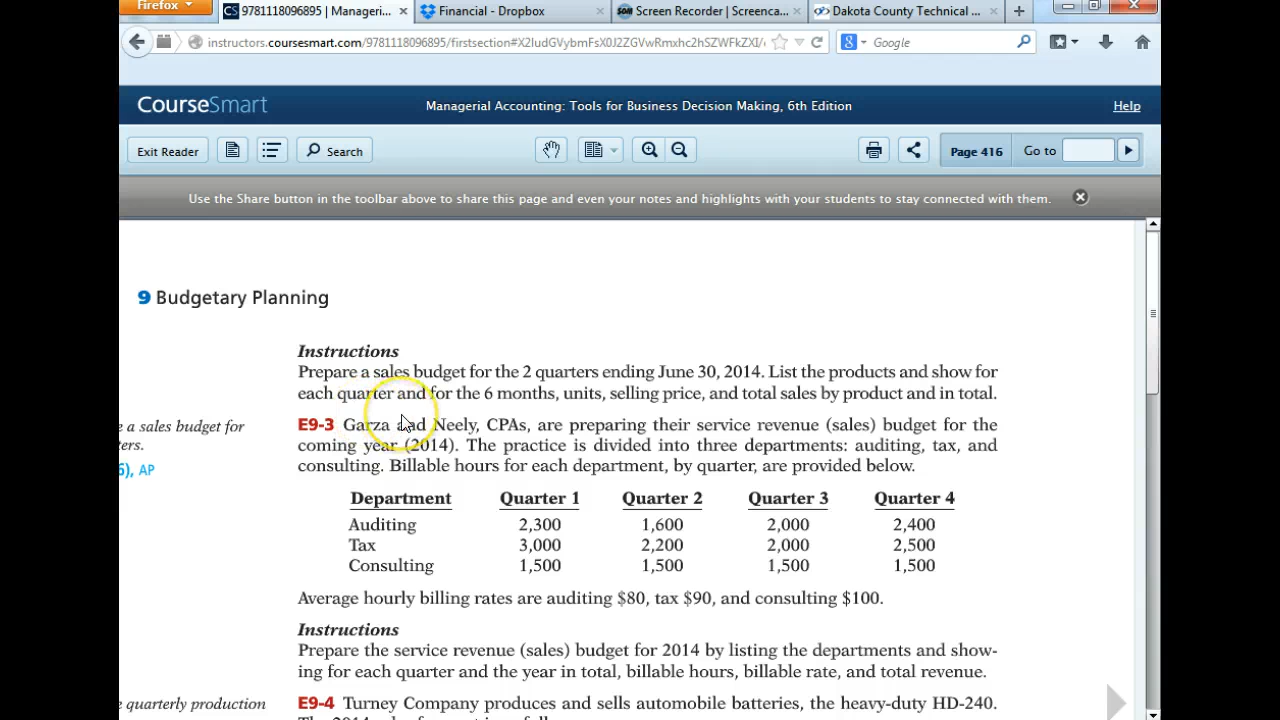 Firefox
9781118096895 | Manageri...
Financial - Dropbox
Screen Recorder | Screenca...
Dakota County Technical ...
instructors.coursesmart.com/9781118096895/firstsection#X2ludGVybmFsX0J2ZGVwRmxhc2hSZWFkZXI/
Google
CourseSmart
Managerial Accounting: Tools for Business Decision Making, 6th Edition
Help
Exit Reader
Search
Page 416
Go to
Use the Share button in the toolbar above to share this page and even your notes and highlights with your students to stay connected with them.
9 Budgetary Planning
Instructions
Prepare a sales budget for the 2 quarters ending June 30, 2014. List the products and show for
each quarter and for the 6 months, units, selling price, and total sales by product and in total.
e a sales budget for
ters.
6), AP
E9-3 Garza and Neely, CPAs, are preparing their service revenue (sales) budget for the
coming year (2014). The practice is divided into three departments: auditing, tax, and
consulting. Billable hours for each department, by quarter, are provided below.
Department Quarter 1 Quarter 2 Quarter 3 Quarter 4
Auditing 2,300 1,600 2,000 2,400
Tax 3,000 2,200 2,000 2,500
Consulting 1,500 1,500 1,500 1,500
Average hourly billing rates are auditing $80, tax $90, and consulting $100.
Instructions
Prepare the service revenue (sales) budget for 2014 by listing the departments and show-
ing for each quarter and the year in total, billable hours, billable rate, and total revenue.
e quarterly production
E9-4 Turney Company produces and sells automobile batteries, the heavy-duty HD-240.